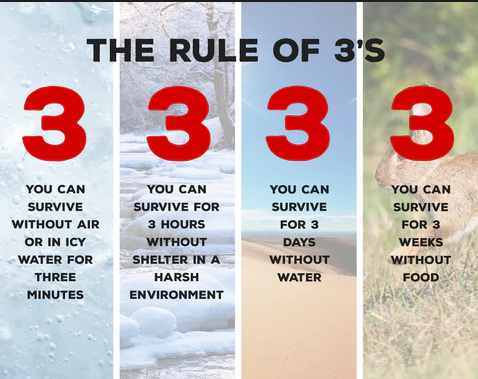 THE RULE OF 3'S
3
YOU CAN
SURVIVE
WITHOUT AIR
OR IN ICY
WATER FOR
THREE
MINUTES
3
YOU CAN
SURVIVE FOR
3 HOURS
WITHOUT
SHELTER IN A
HARSH
ENVIRONMENT
3
YOU CAN
SURVIVE
FOR 3
DAYS
WITHOUT
WATER
3
YOU CAN
SURVIVE
FOR 3
WEEKS
WITHOUT
FOOD